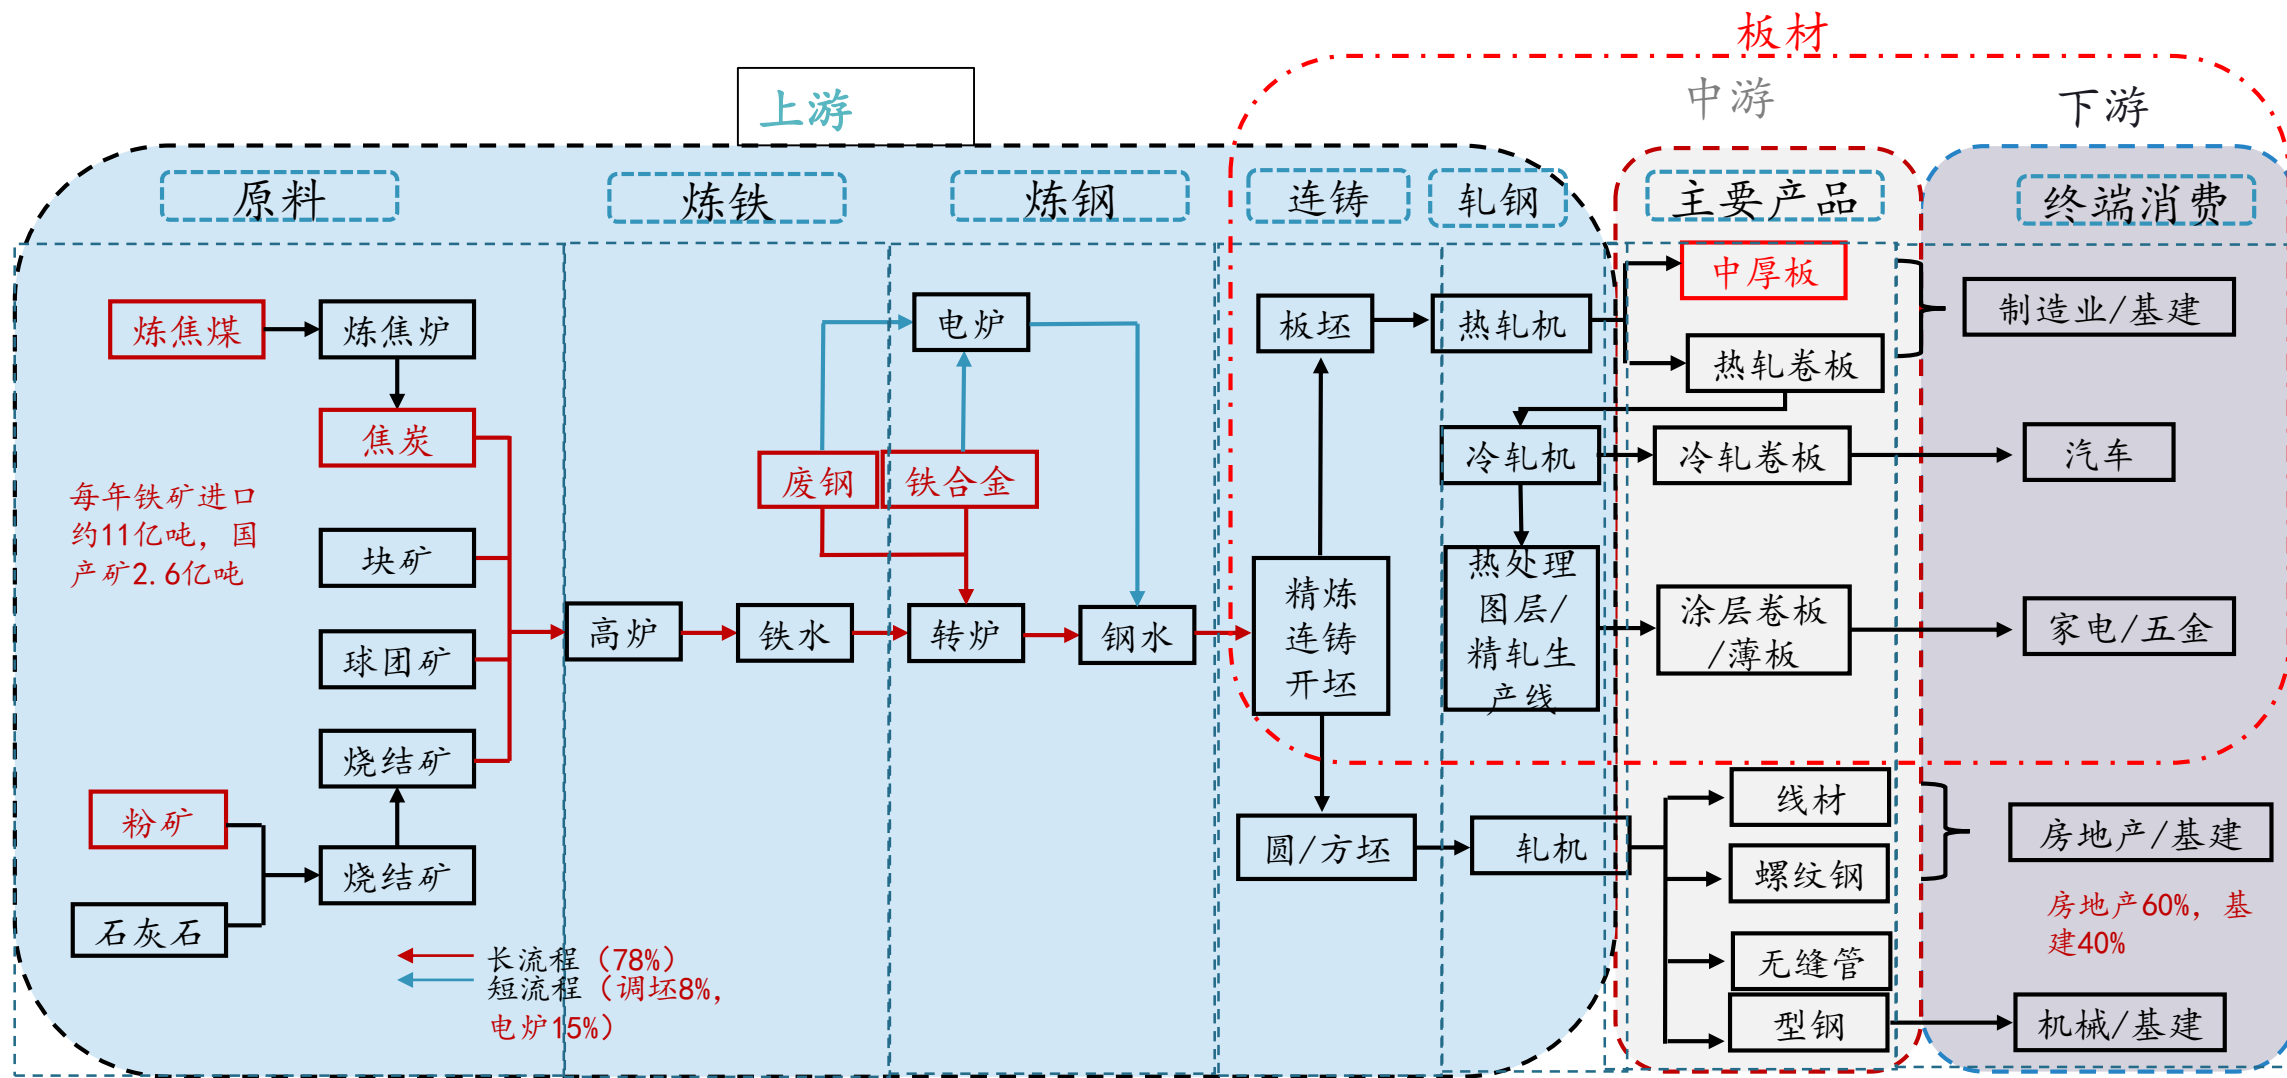 板材
上游
中游
下游
原料
炼铁
炼钢
连铸
轧钢
主要产品
终端消费
炼焦煤
炼焦炉
电炉
板坯
热轧机
中厚板
热轧卷板
制造业/基建
焦炭
废钢
铁合金
冷轧机
冷轧卷板
汽车
每年铁矿进口
约11亿吨，国
产矿2.6亿吨
块矿
球团矿
烧结矿
高炉
铁水
转炉
钢水
精炼
连铸
开坯
热处理
图层/
精轧生
产线
涂层卷板
/薄板
家电/五金
粉矿
石灰石
烧结矿
圆/方坯
轧机
线材
螺纹钢
无缝管
型钢
房地产/基建
房地产60%，基
建40%
机械/基建
长流程（78%）
短流程（调坯8%，
电炉15%）